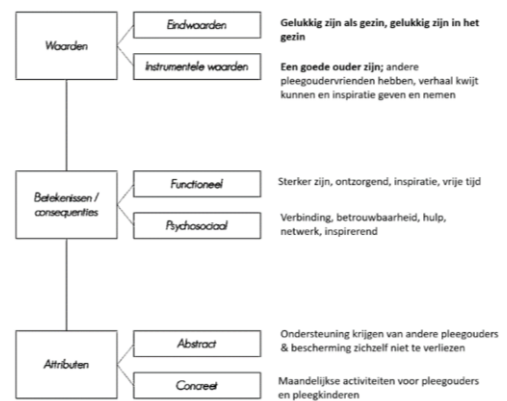 Waarden
Eindwaarden
Gelukkig zijn als gezin, gelukkig zijn in het
gezin
Instrumentele waarden
Een goede ouder zijn; andere
pleegoudervrienden hebben, verhaal kwijt
kunnen en inspiratie geven en nemen
Betekenissen /
consequenties
Functioneel
Sterker zijn, ontzorgend, inspiratie, vrije tijd
Psychosociaal
Verbinding, betrouwbaarheid, hulp,
netwerk, inspirerend
Attributen
Abstract
Ondersteuning krijgen van andere pleegouders
& bescherming zichzelf niet te verliezen
Concreet
Maandelijkse activiteiten voor pleegouders
en pleegkinderen